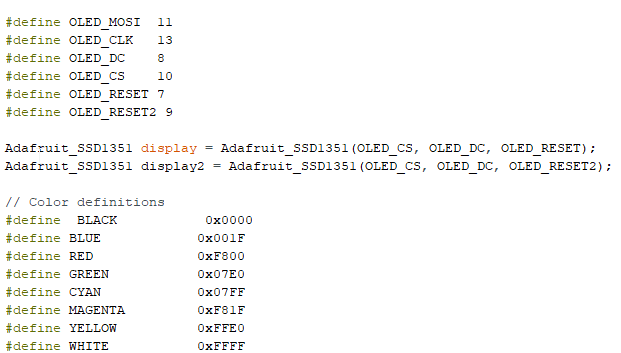 #define OLED_MOSI  11
#define OLED_CLK   13
#define OLED_DC    8
#define OLED_CS    10
#define OLED_RESET 7
#define OLED_RESET2 9

Adafruit_SSD1351 display = Adafruit_SSD1351(OLED_CS, OLED_DC, OLED_RESET);
Adafruit_SSD1351 display2 = Adafruit_SSD1351(OLED_CS, OLED_DC, OLED_RESET2);

// Color definitions
#define  BLACK           0x0000
#define BLUE            0x001F
#define RED             0xF800
#define GREEN           0x07E0
#define CYAN            0x07FF
#define MAGENTA         0xF81F
#define YELLOW          0xFFE0
#define WHITE           0xFFFF